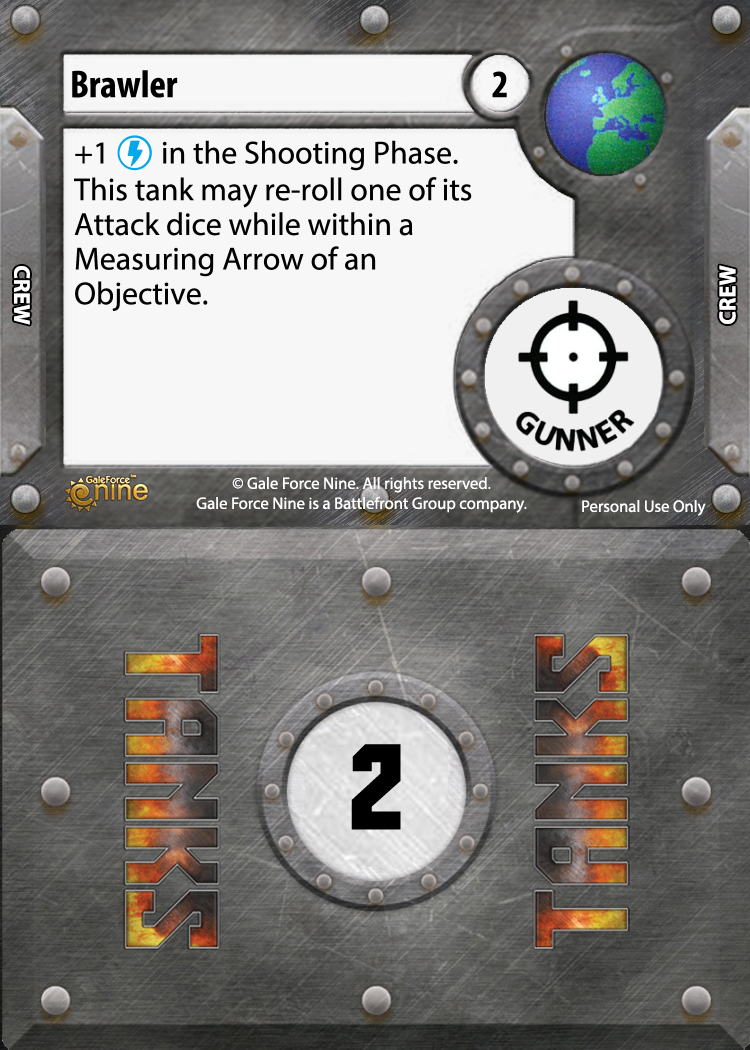 Brawler
2
+1 in the Shooting Phase.
This tank may re-roll one of its
Attack dice while within a
Measuring Arrow of an
Objective.
CREW
CREW
GUNNER
GaleForce™
nine
© Gale Force Nine. All rights reserved.
Gale Force Nine is a Battlefront Group company.
Personal Use Only
TANKS
2
TANKS